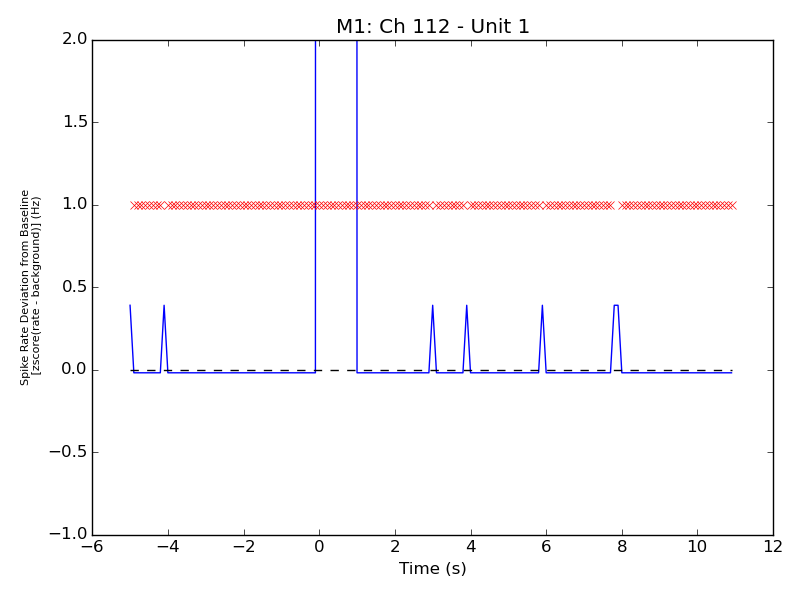 M1: Ch 112 - Unit 1
2.0
1.5
1.0
0.5
0.0
−0.5
−1.0
Spike Rate Deviation from Baseline
[zscore(rate - background)] (Hz)
−6 −4 −2 0 2 4 6 8 10 12
Time (s)